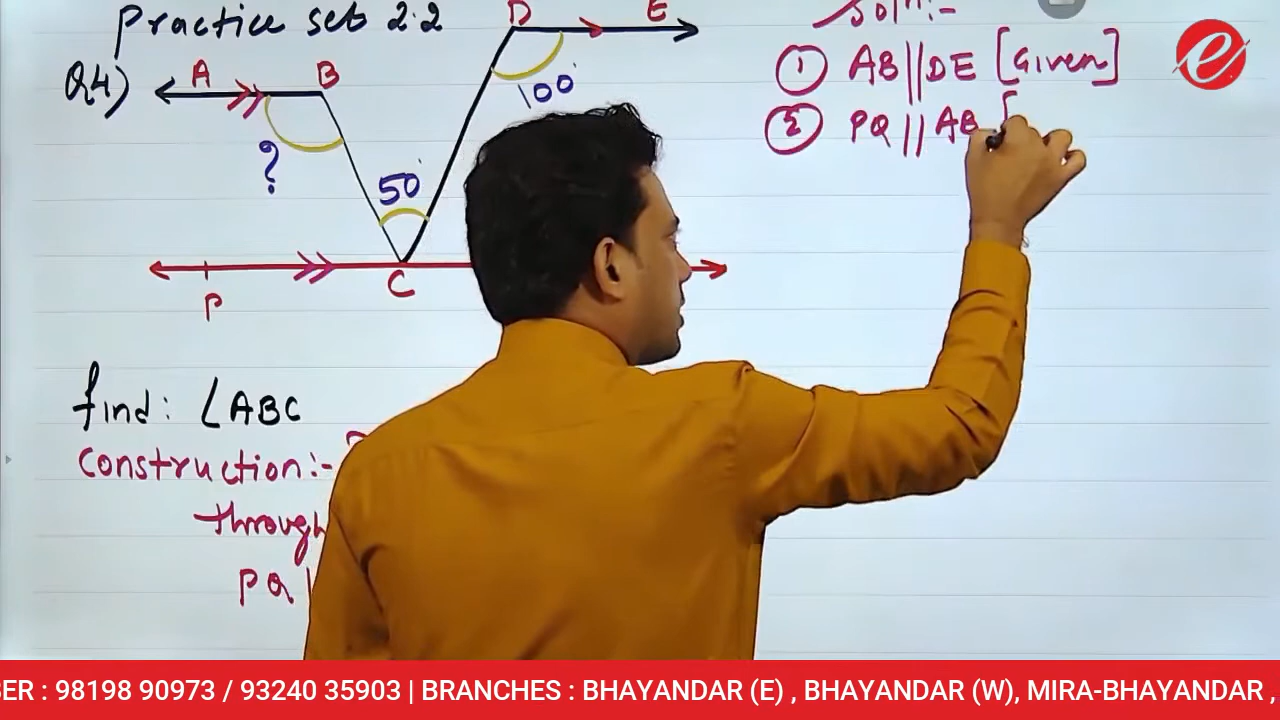 Practice set 2.2
Q4)
A B
D E
?
50°
100°
P C
find: ∠ABC
Construction:-
through
PQ |
Soln:-
① AB||DE [Given]
② PQ || AB [
e
BER : 98198 90973 / 93240 35903 | BRANCHES : BHAYANDAR (E) , BHAYANDAR (W), MIRA-BHAYANDAR ,